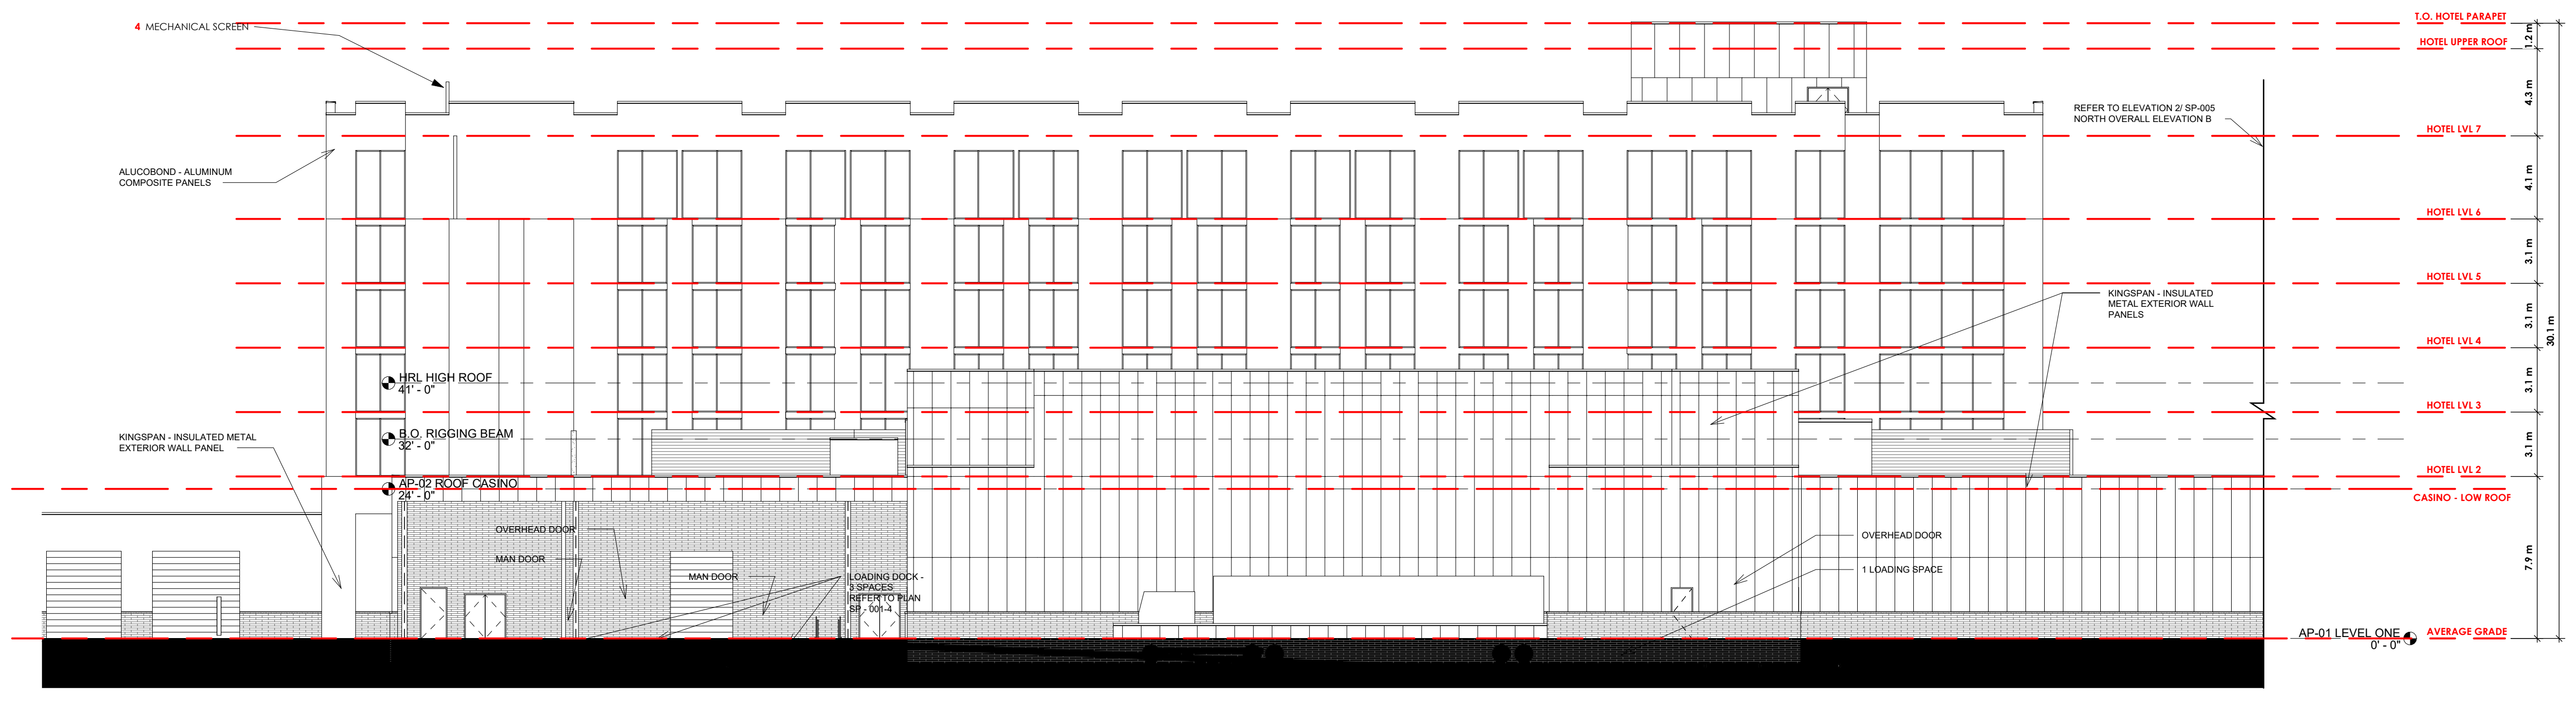 4 MECHANICAL SCREEN
T.O. HOTEL PARAPET
1.2 m
HOTEL UPPER ROOF
4.3 m
REFER TO ELEVATION 2/ SP-005
NORTH OVERALL ELEVATION B
HOTEL LVL 7
ALUCOBOND - ALUMINUM
COMPOSITE PANELS
4.1 m
HOTEL LVL 6
3.1 m
HOTEL LVL 5
KINGSPAN - INSULATED
METAL EXTERIOR WALL
PANELS
3.1 m
30.1 m
HOTEL LVL 4
HRL HIGH ROOF
41' - 0"
3.1 m
HOTEL LVL 3
KINGSPAN - INSULATED METAL
EXTERIOR WALL PANEL
B.O. RIGGING BEAM
32' - 0"
3.1 m
HOTEL LVL 2
AP-02 ROOF CASINO
24' - 0"
CASINO - LOW ROOF
OVERHEAD DOOR
MAN DOOR
MAN DOOR
LOADING DOCK -
3 SPACES
REFER TO PLAN
SP - 001-4
OVERHEAD DOOR
1 LOADING SPACE
7.9 m
AP-01 LEVEL ONE
0' - 0"
AVERAGE GRADE